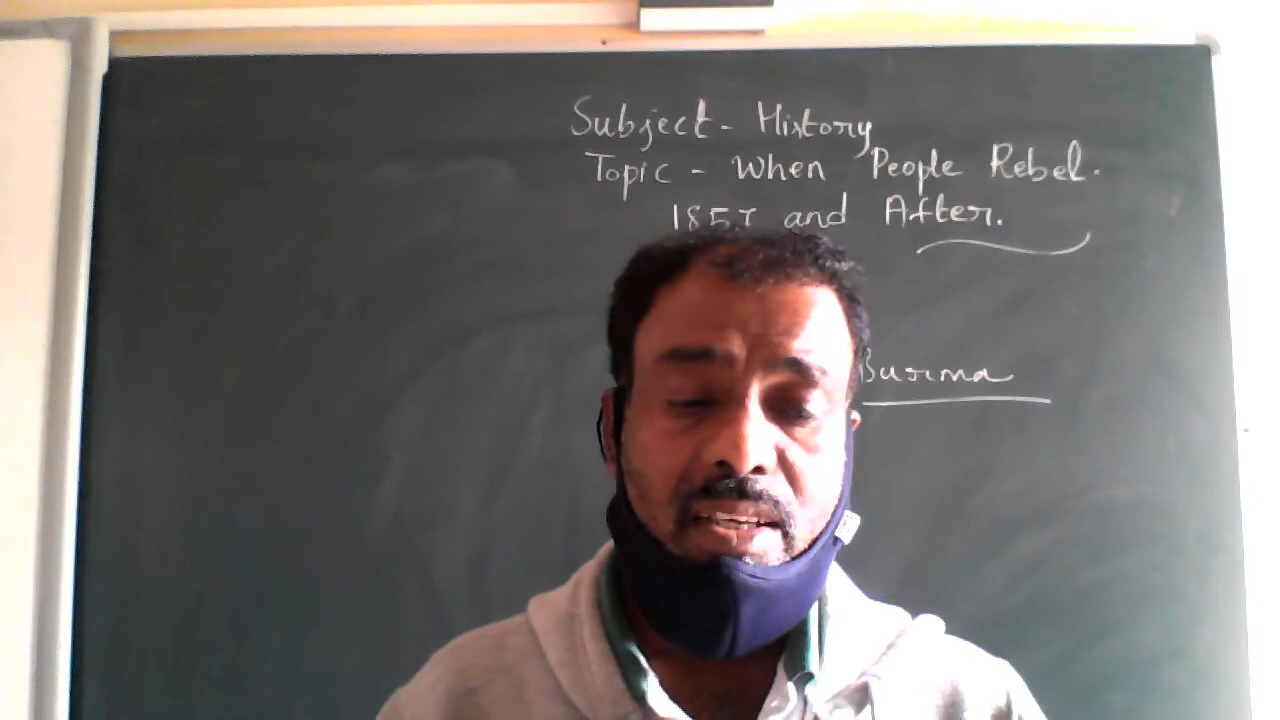 Subject - History
Topic - When People Rebel.
1857 and After.
Burma